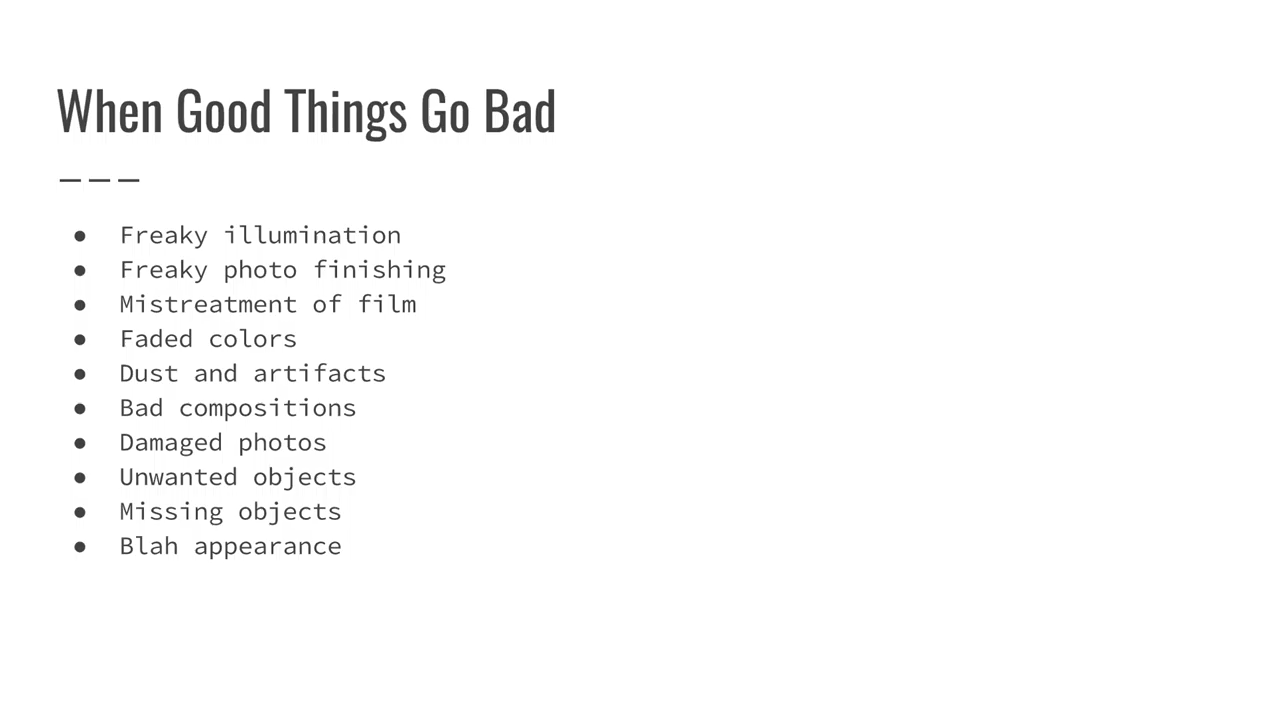 When Good Things Go Bad
● Freaky illumination
● Freaky photo finishing
● Mistreatment of film
● Faded colors
● Dust and artifacts
● Bad compositions
● Damaged photos
● Unwanted objects
● Missing objects
● Blah appearance